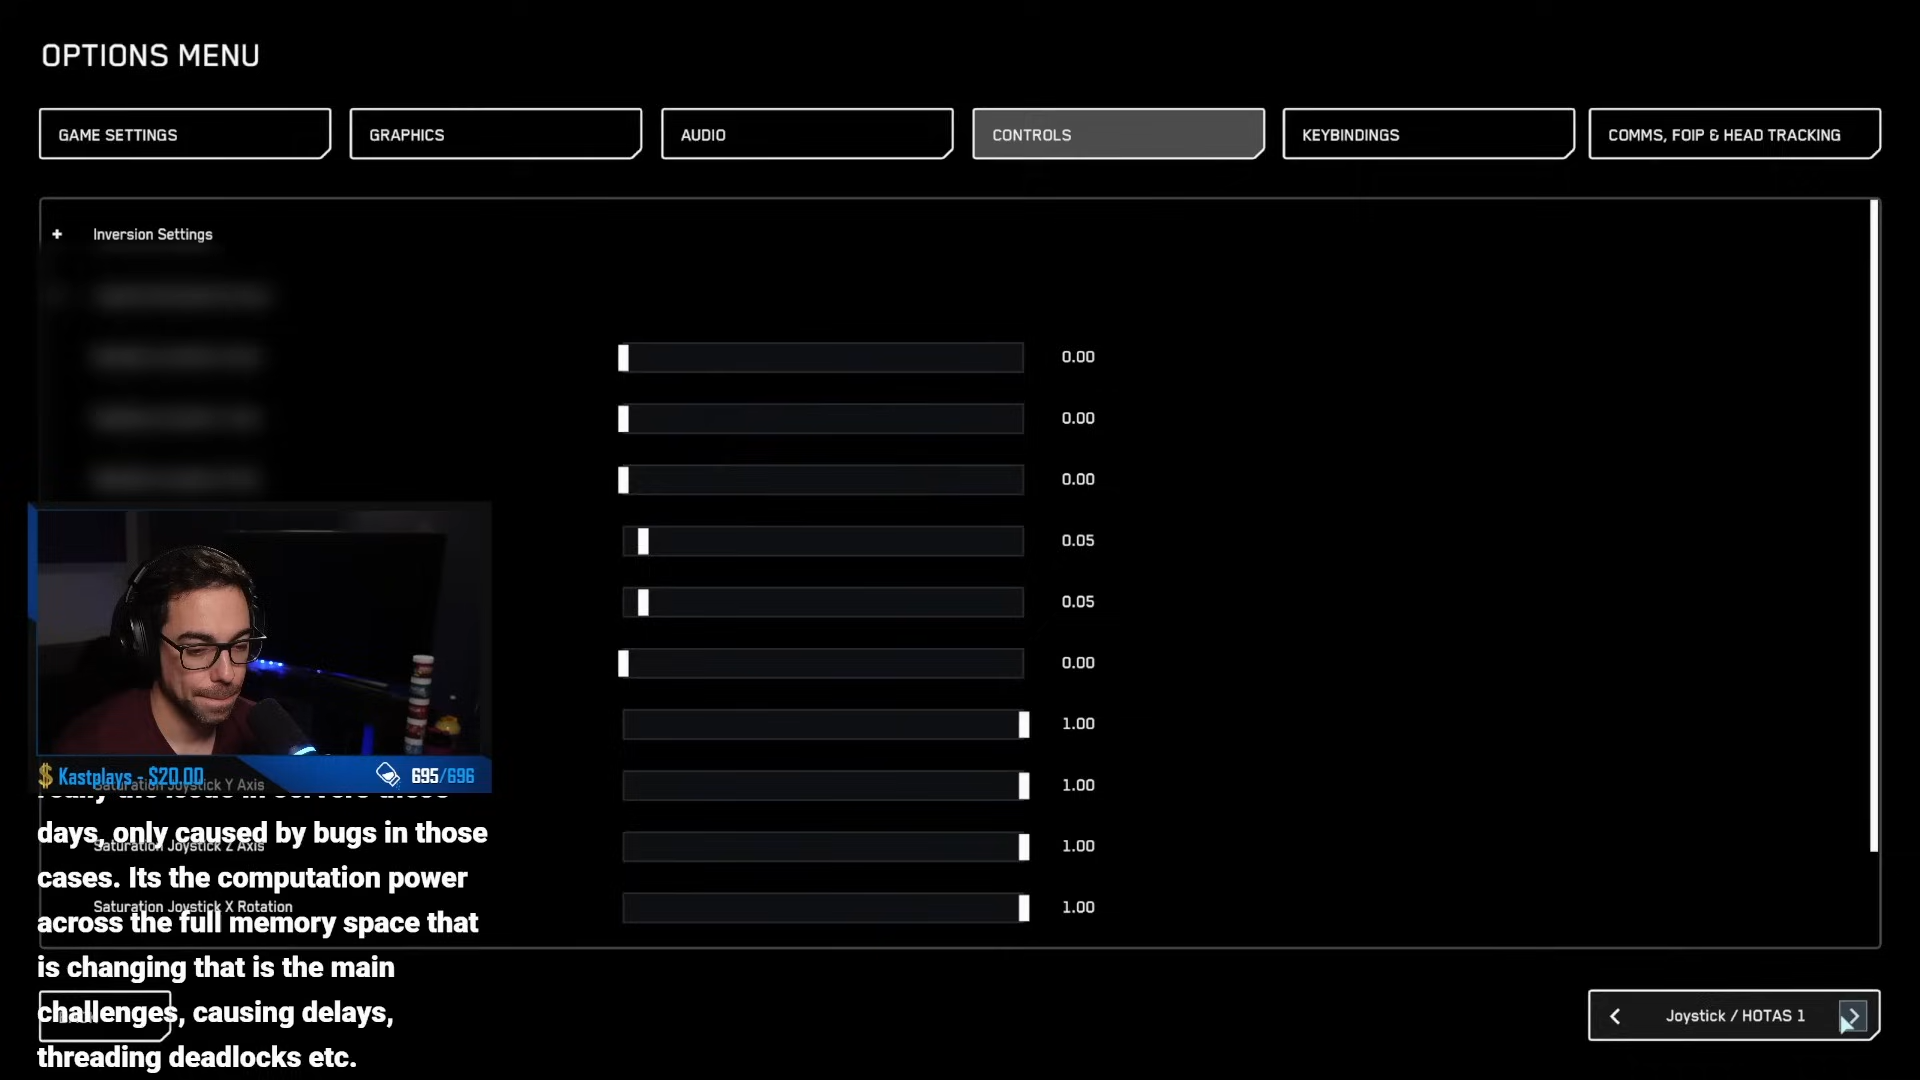 OPTIONS MENU
GAME SETTINGS
GRAPHICS
AUDIO
CONTROLS
KEYBINDINGS
COMMS, FOIP & HEAD TRACKING
+ Inversion Settings
0.00
0.00
0.00
0.05
0.05
0.00
1.00
$ Kastplays - $20.00
695/696
Saturation Joystick Y Axis
1.00
days, only caused by bugs in those
Saturation Joystick Z Axis
1.00
cases. Its the computation power
Saturation Joystick X Rotation
1.00
across the full memory space that
is changing that is the main
challenges, causing delays,
threading deadlocks etc.
< Joystick / HOTAS 1 >